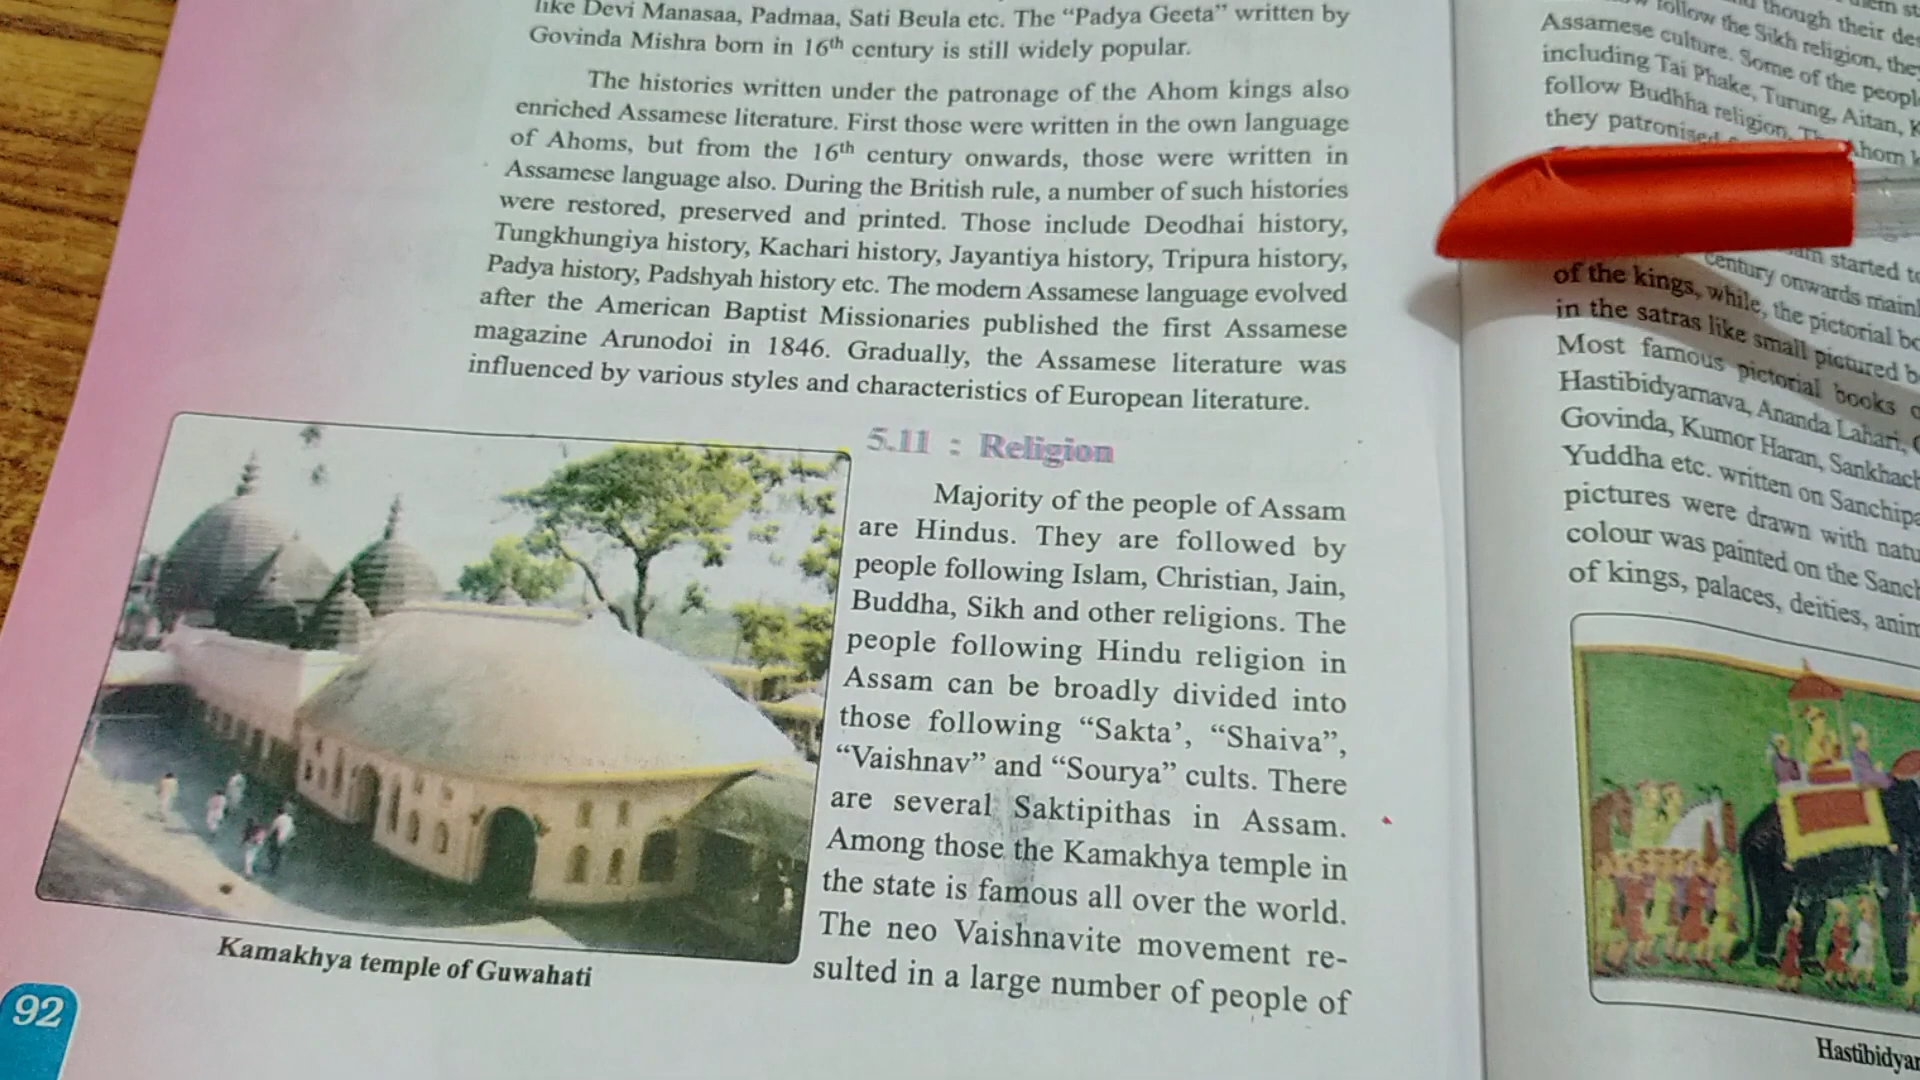 like Devi Manasaa, Padmaa, Sati Beula etc. The “Padya Geeta” written by
Govinda Mishra born in 16th century is still widely popular.
The histories written under the patronage of the Ahom kings also
enriched Assamese literature. First those were written in the own language
of Ahoms, but from the 16th century onwards, those were written in
Assamese language also. During the British rule, a number of such histories
were restored, preserved and printed. Those include Deodhai history,
Tungkhungiya history, Kachari history, Jayantiya history, Tripura history,
Padya history, Padshyah history etc. The modern Assamese language evolved
after the American Baptist Missionaries published the first Assamese
magazine Arunodoi in 1846. Gradually, the Assamese literature was
influenced by various styles and characteristics of European literature.
5.11 : Religion
Majority of the people of Assam
are Hindus. They are followed by
people following Islam, Christian, Jain,
Buddha, Sikh and other religions. The
people following Hindu religion in
Assam can be broadly divided into
those following “Sakta’, “Shaiva”,
“Vaishnav” and “Sourya” cults. There
are several Saktipithas in Assam.
Among those the Kamakhya temple in
the state is famous all over the world.
The neo Vaishnavite movement re-
sulted in a large number of people of
Kamakhya temple of Guwahati
92
though their
follow the Sikh religion, they
Assamese culture. Some of the
including Tai Phake, Turung, Aitan,
follow Budhha religion. Ahom
they patronised
started
century onwards
of the kings, while, the pictorial
in the satras like small pictured
Most famous pictorial books
Hastibidyarnava, Ananda Lahari,
Govinda, Kumor Haran,
Yuddha etc. written on
pictures were drawn with
colour was painted on the
of kings, palaces, deities,